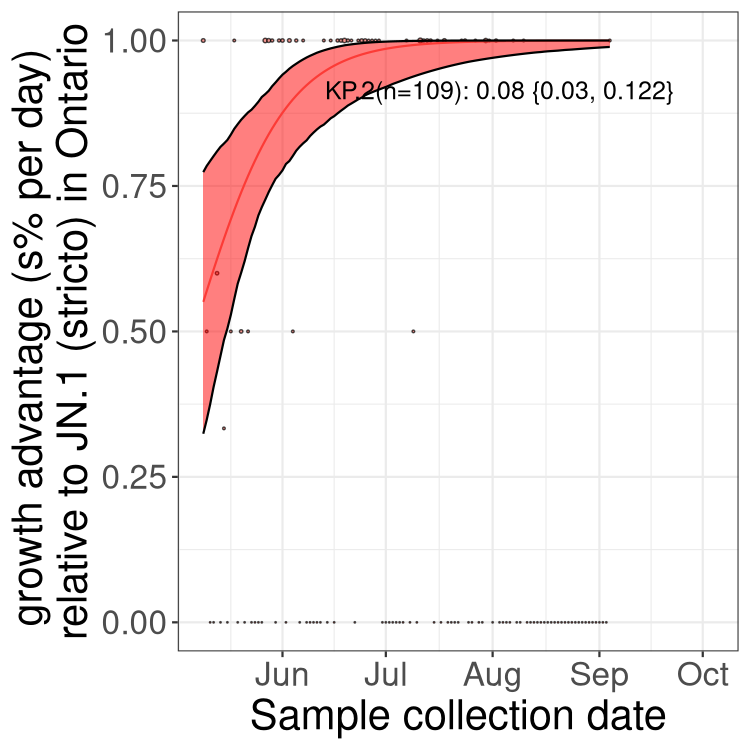 growth advantage (s% per day)
relative to JN.1 (stricto) in Ontario
1.00
0.75
0.50
0.25
0.00
KP.2(n=109): 0.08 {0.03, 0.122}
Jun
Jul
Aug
Sep
Oct
Sample collection date